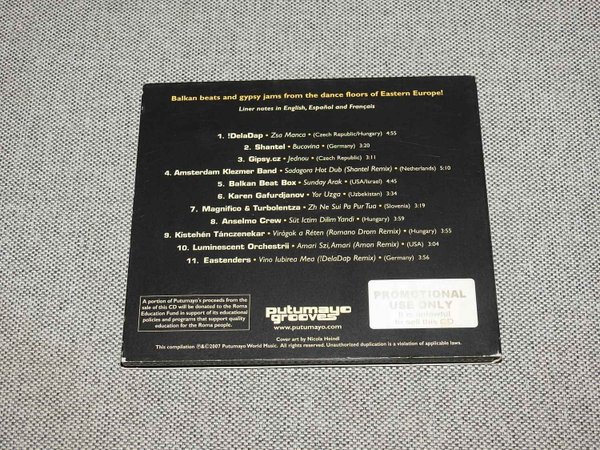 Balkan beats and gypsy jams from the dance floors of Eastern Europe!
Liner notes in English, Español and Français
1. !DelaDap • Zsa Manca • (Czech Republic/Hungary) 4:55
2. Shantel • Bucovina • (Germany) 3:20
3. Gipsy.cz • Jednou • (Czech Republic) 3:11
4. Amsterdam Klezmer Band • Sadagora Hot Dub (Shantel Remix) • (Netherlands) 5:10
5. Balkan Beat Box • Sunday Arak • (USA/Israel) 4:45
6. Karen Gafurdjanov • Yor Uzga • (Uzbekistan) 3:34
7. Magnifico & Turbolentza • Zh Ne Sui Pa Pur Tua • (Slovenia) 3:19
8. Anselmo Crew • Süt Ictim Dilim Yandi • (Hungary) 3:59
9. Kistehén Tánczenekar • Virágok a Réten (Romano Drom Remix) • (Hungary) 3:55
10. Luminescent Orchestrii • Amari Szi, Amari (Amon Remix) • (USA) 3:04
11. Eastenders • Vino Iubirea Mea (!DelaDap Remix) • (Germany) 3:56
A portion of Putumayo's proceeds from the
sale of this CD will be donated to the Roma
Education Fund in support of its educational
policies and programs that support quality
education for the Roma people.
putumayo
grooves
www.putumayo.com
PROMOTIONAL
USE ONLY
It is unlawful
to sell this CD
Cover art by Nicola Heindl
This compilation ℗&©2007 Putumayo World Music. All rights reserved. Unauthorized duplication is a violation of applicable laws.